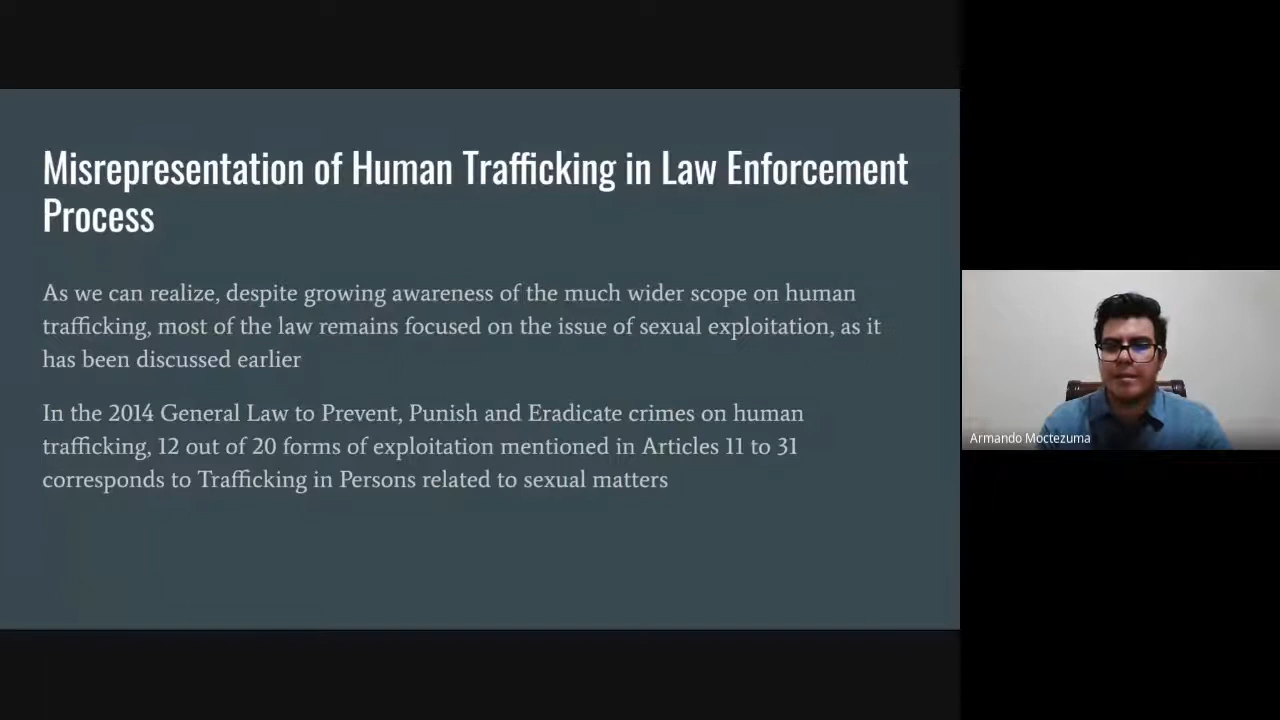 Misrepresentation of Human Trafficking in Law Enforcement
Process
As we can realize, despite growing awareness of the much wider scope on human
trafficking, most of the law remains focused on the issue of sexual exploitation, as it
has been discussed earlier
In the 2014 General Law to Prevent, Punish and Eradicate crimes on human
trafficking, 12 out of 20 forms of exploitation mentioned in Articles 11 to 31
corresponds to Trafficking in Persons related to sexual matters
Armando Moctezuma